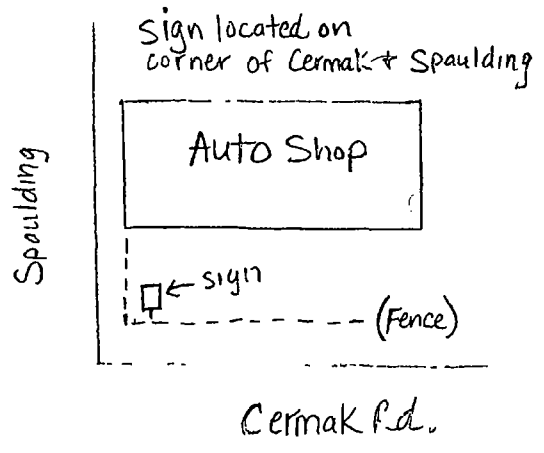 Sign located on
corner of Cermak & Spaulding
Auto Shop
Spaulding
sign
(Fence)
Cermak Rd.